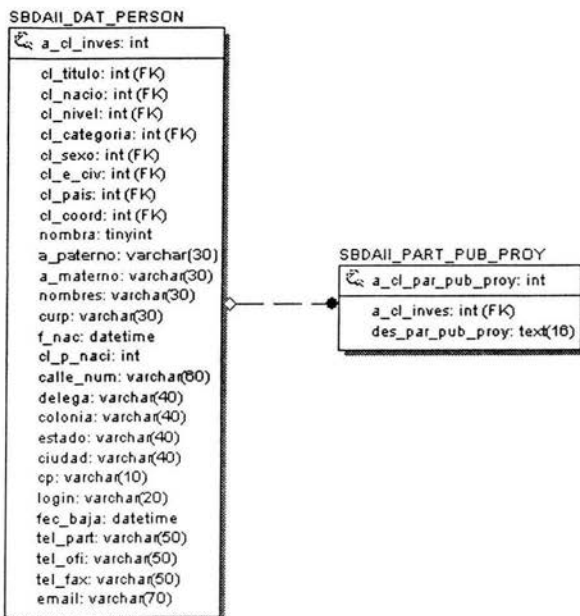 SBDAII_DAT_PERSON
a_cl_inves: int
cl_titulo: int (FK)
cl_nacio: int (FK)
cl_nivel: int (FK)
cl_categoria: int (FK)
cl_sexo: int (FK)
cl_e_civ: int (FK)
cl_pais: int (FK)
cl_coord: int (FK)
nombra: tinyint
a_paterno: varchar(30)
a_materno: varchar(30)
nombres: varchar(30)
curp: varchar(30)
f_nac: datetime
cl_p_naci: int
calle_num: varchar(60)
delega: varchar(40)
colonia: varchar(40)
estado: varchar(40)
ciudad: varchar(40)
cp: varchar(10)
login: varchar(20)
fec_baja: datetime
tel_part: varchar(50)
tel_ofi: varchar(50)
tel_fax: varchar(50)
email: varchar(70)
SBDAII_PART_PUB_PROY
a_cl_par_pub_proy: int
a_cl_inves: int (FK)
des_par_pub_proy: text(16)